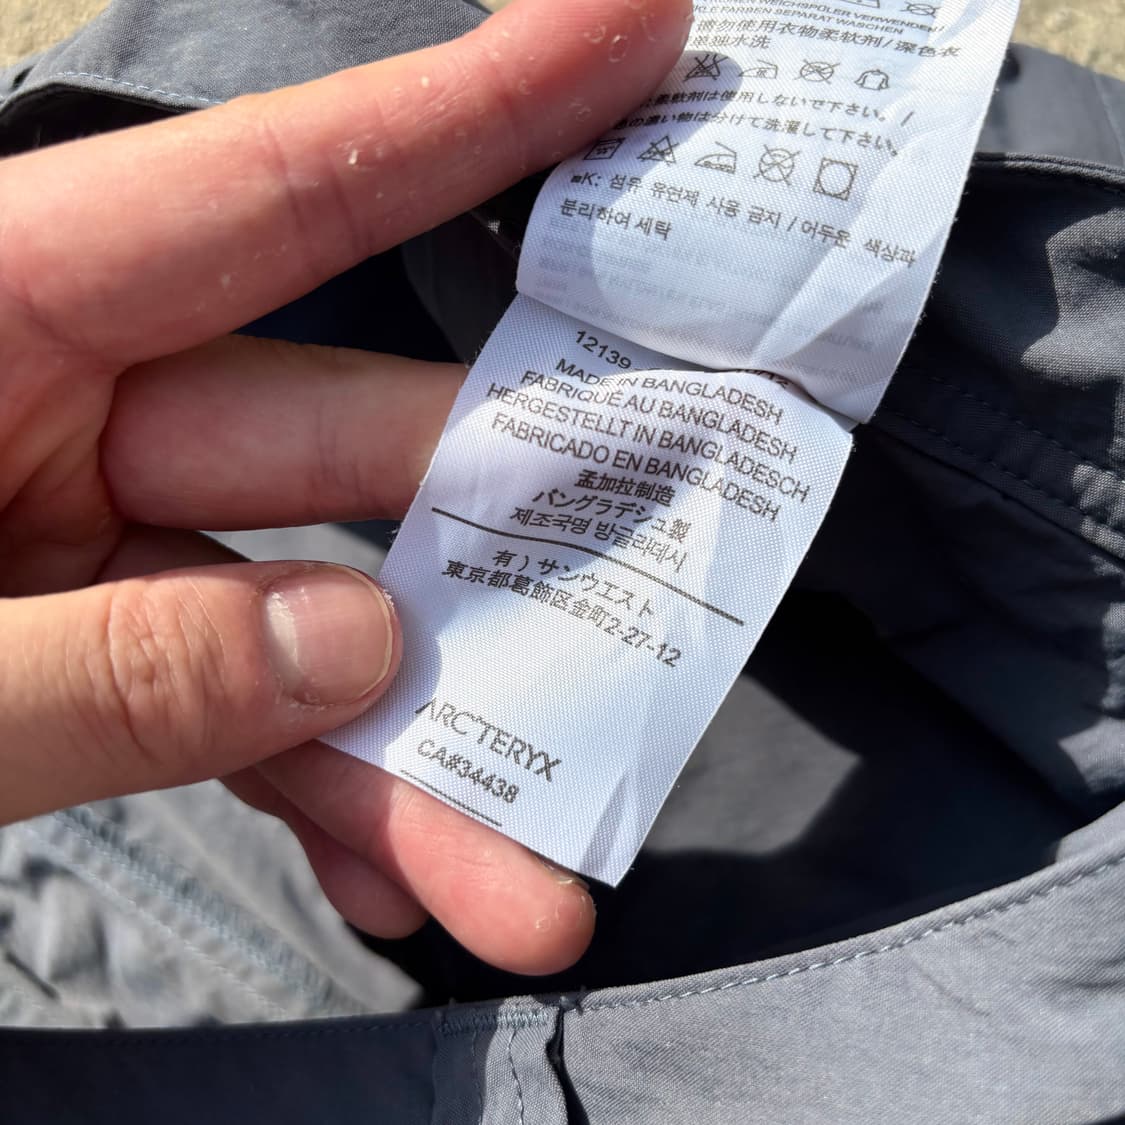 WEICHSPÜLER VERWENDEN/
SEPARAT WASCHEN
请勿使用衣物柔软剂/深色衣
单独水洗
柔軟剤は使用しないで下さい。/
色の濃い物は分けて洗濯して下さい。
K: 섬유 유연제 사용 금지 / 어두운 색상과
분리하여 세탁
12139
MADE IN BANGLADESH
FABRIQUÉ AU BANGLADESH
HERGESTELLT IN BANGLADESCH
FABRICADO EN BANGLADESH
孟加拉制造
バングラデシュ製
제조국명 방글라데시
有）サンウエスト
東京都葛飾区金町2-27-12
ARC'TERYX
CA#34438